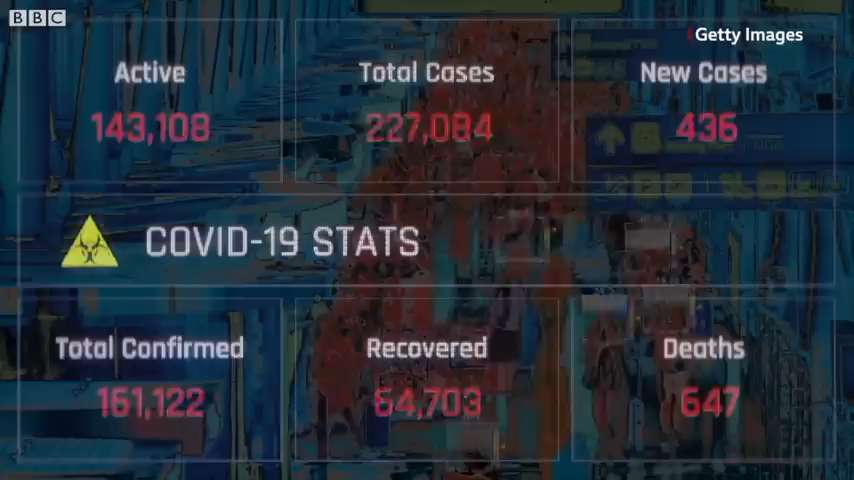 BBC
Getty Images
Active
Total Cases
New Cases
143,108
227,084
436
COVID-19 STATS
Total Confirmed
Recovered
Deaths
161,122
64,703
647